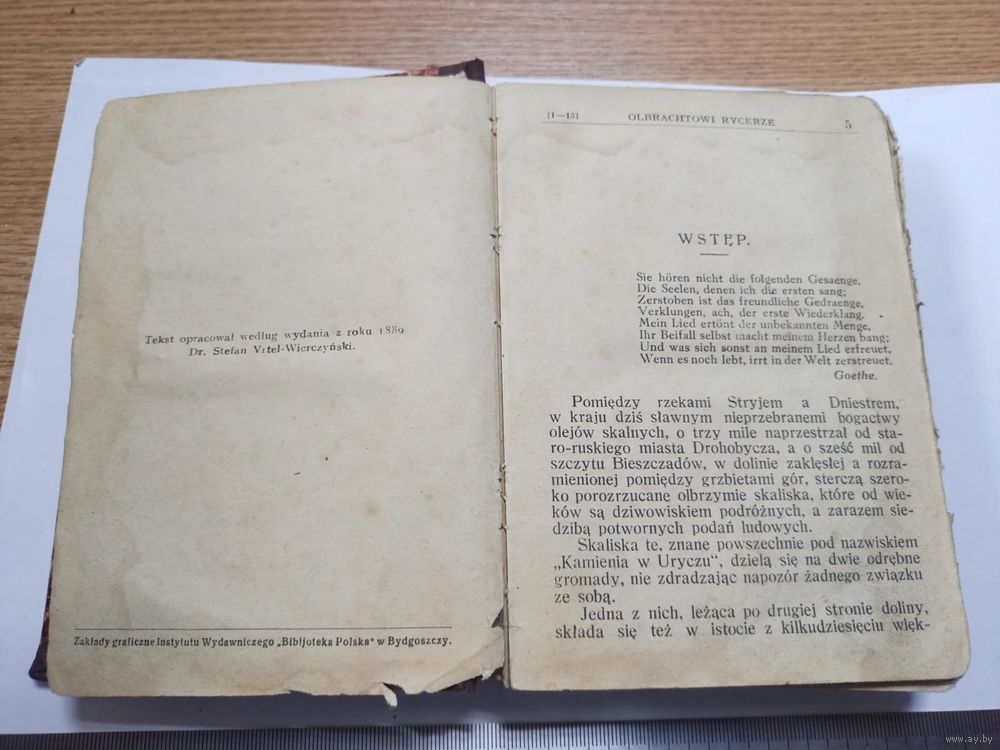 Tekst opracował według wydania z roku 1889
Dr. Stefan Vrtel-Wierczyński.
Zakłady graficzne Instytutu Wydawniczego „Bibljoteka Polska“ w Bydgoszczy.
[1—15] OLBRACHTOWI RYCERZE 5
WSTĘP.
Sie hören nicht die folgenden Gesaenge,
Die Seelen, denen ich die ersten sang;
Zerstoben ist das freundliche Gedraenge,
Verklungen, ach, der erste Wiederklang.
Mein Lied ertönt der unbekannten Menge,
Ihr Beifall selbst macht meinem Herzen bang;
Und was sich sonst an meinem Lied erfreuet,
Wenn es noch lebt, irrt in der Welt zerstreuet.
Goethe.
Pomiędzy rzekami Stryjem a Dniestrem,
w kraju dziś sławnym nieprzebranemi bogactwy
olejów skalnych, o trzy mile naprzestrzał od sta-
ro-ruskiego miasta Drohobycza, a o sześć mil od
szczytu Bieszczadów, w dolinie zaklęsłej a rozra-
mienionej pomiędzy grzbietami gór, sterczą szero-
ko porozrzucane olbrzymie skaliska, które od wie-
ków są dziwowiskiem podróżnych, a zarazem sie-
dzibą potwornych podań ludowych.
Skaliska te, znane powszechnie pod nazwiskiem
„Kamienia w Uryczu“, dzielą się na dwie odrębne
gromady, nie zdradzając napozór żadnego związku
ze sobą.
Jedna z nich, leżąca po drugiej stronie doliny,
składa się też w istocie z kilkudziesięciu więk-
www.ay.by